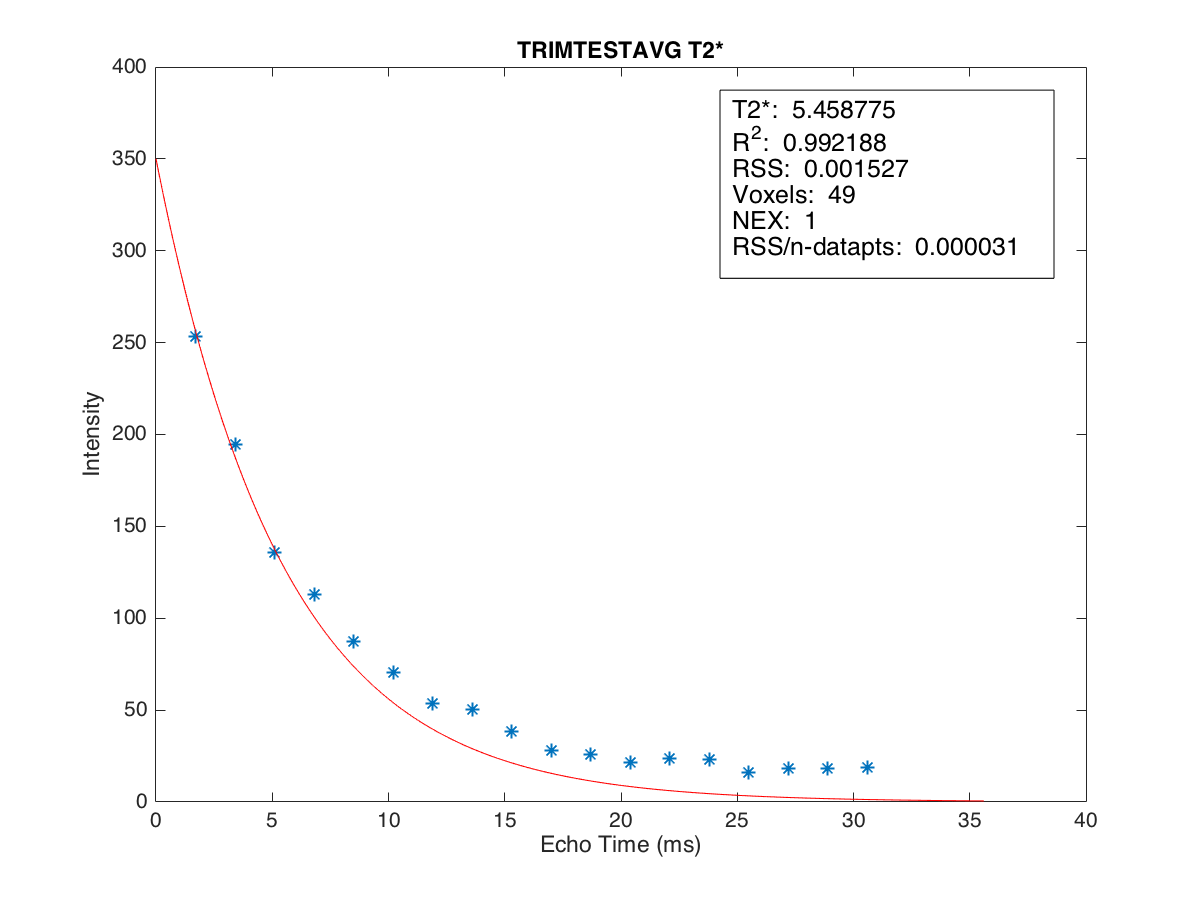 TRIMTESTAVG T2*
400
350
300
250
200
150
100
50
0
Intensity
T2*: 5.458775
R²: 0.992188
RSS: 0.001527
Voxels: 49
NEX: 1
RSS/n-datapts: 0.000031
0 5 10 15 20 25 30 35 40
Echo Time (ms)